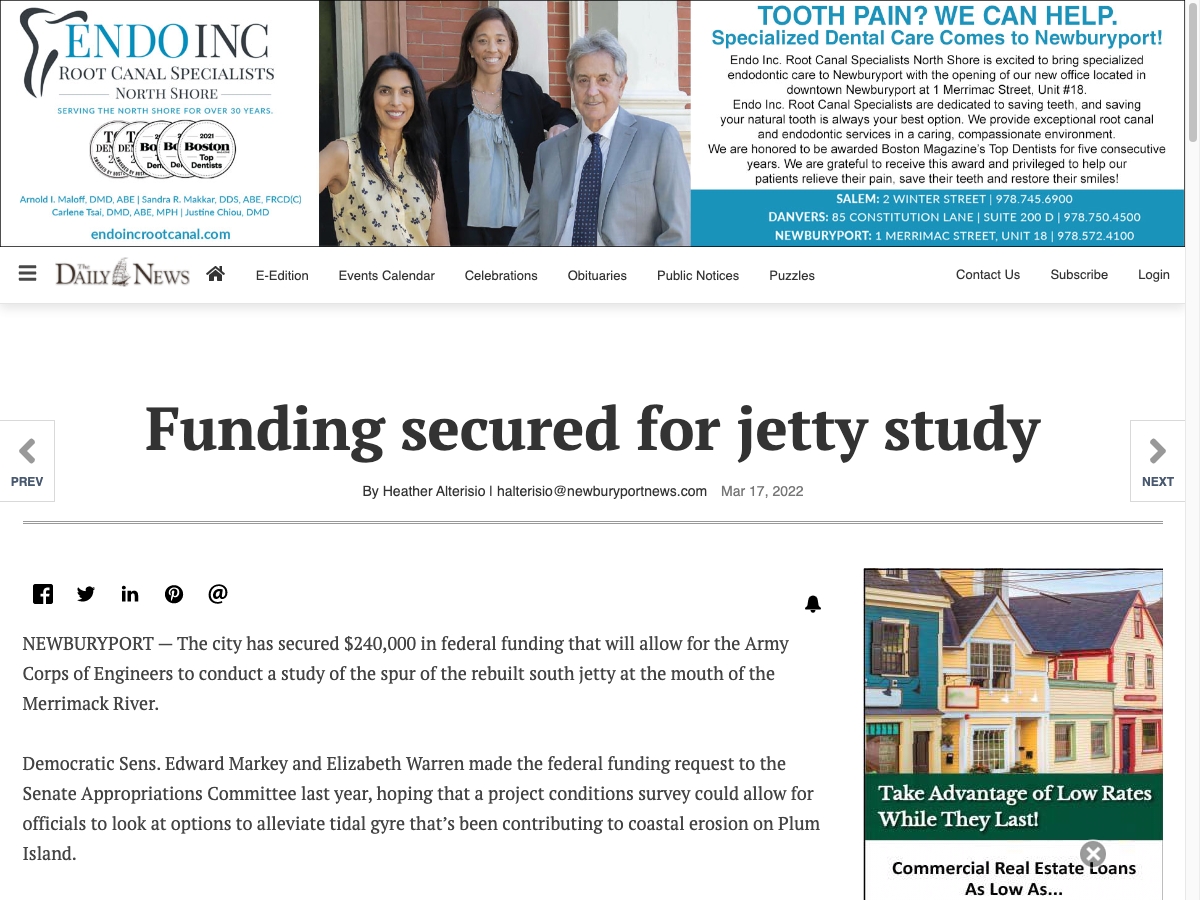 ENDO INC
ROOT CANAL SPECIALISTS
NORTH SHORE
SERVING THE NORTH SHORE FOR OVER 30 YEARS.
2021
Boston
Top
Dentists
Arnold I. Maloff, DMD, ABE | Sandra R. Makkar, DDS, ABE, FRCD(C)
Carlene Tsai, DMD, ABE, MPH | Justine Chiou, DMD
endoincrootcanal.com
TOOTH PAIN? WE CAN HELP.
Specialized Dental Care Comes to Newburyport!
Endo Inc. Root Canal Specialists North Shore is excited to bring specialized
endodontic care to Newburyport with the opening of our new office located in
downtown Newburyport at 1 Merrimac Street, Unit #18.
Endo Inc. Root Canal Specialists are dedicated to saving teeth, and saving
your natural tooth is always your best option. We provide exceptional root canal
and endodontic services in a caring, compassionate environment.
We are honored to be awarded Boston Magazine's Top Dentists for five consecutive
years. We are grateful to receive this award and privileged to help our
patients relieve their pain, save their teeth and restore their smiles!
SALEM: 2 WINTER STREET | 978.745.6900
DANVERS: 85 CONSTITUTION LANE | SUITE 200 D | 978.750.4500
NEWBURYPORT: 1 MERRIMAC STREET, UNIT 18 | 978.572.4100
The Daily News
E-Edition
Events Calendar
Celebrations
Obituaries
Public Notices
Puzzles
Contact Us
Subscribe
Login
Funding secured for jetty study
PREV
NEXT
By Heather Alterisio | halterisio@newburyportnews.com Mar 17, 2022
NEWBURYPORT — The city has secured $240,000 in federal funding that will allow for the Army
Corps of Engineers to conduct a study of the spur of the rebuilt south jetty at the mouth of the
Merrimack River.
Democratic Sens. Edward Markey and Elizabeth Warren made the federal funding request to the
Senate Appropriations Committee last year, hoping that a project conditions survey could allow for
officials to look at options to alleviate tidal gyre that's been contributing to coastal erosion on Plum
Island.
Take Advantage of Low Rates
While They Last!
Commercial Real Estate Loans
As Low As...